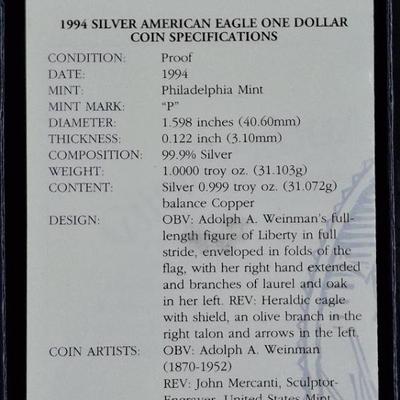 1994 SILVER AMERICAN EAGLE ONE DOLLAR
COIN SPECIFICATIONS
CONDITION: Proof
DATE: 1994
MINT: Philadelphia Mint
MINT MARK: “P”
DIAMETER: 1.598 inches (40.60mm)
THICKNESS: 0.122 inch (3.10mm)
COMPOSITION: 99.9% Silver
WEIGHT: 1.0000 troy oz. (31.103g)
CONTENT: Silver 0.999 troy oz. (31.072g)
balance Copper
DESIGN: OBV: Adolph A. Weinman's full-
length figure of Liberty in full
stride, enveloped in folds of the
flag, with her right hand extended
and branches of laurel and oak
in her left. REV: Heraldic eagle
with shield, an olive branch in the
right talon and arrows in the left.
COIN ARTISTS: OBV: Adolph A. Weinman
(1870-1952)
REV: John Mercanti, Sculptor-
Engraver, United States Mint